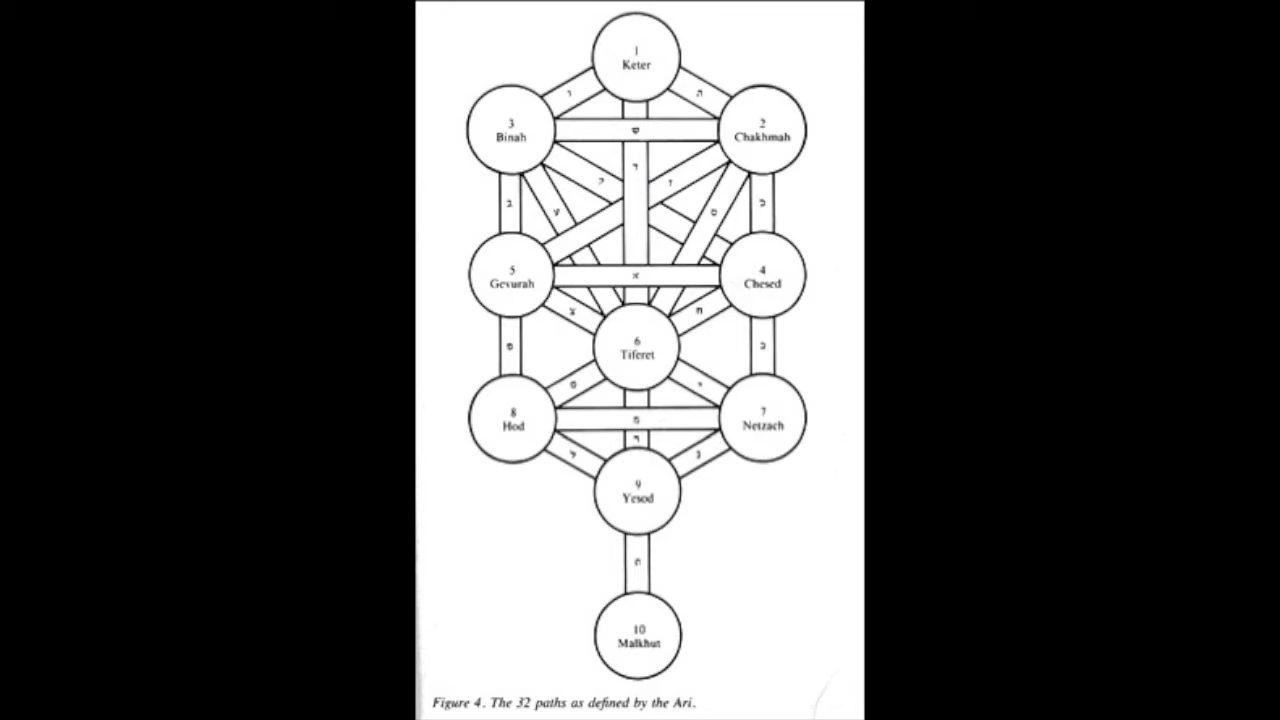 1
Keter
ו
ה
3
Binah
2
Chakhmah
ש
ד
ק
ז
ב
ע
ס
כ
5
Gevurah
4
Chesed
א
צ
ח
6
Tiferet
פ
ט
י
8
Hod
7
Netzach
מ
ל
נ
9
Yesod
ת
10
Malkhut
Figure 4. The 32 paths as defined by the Ari.